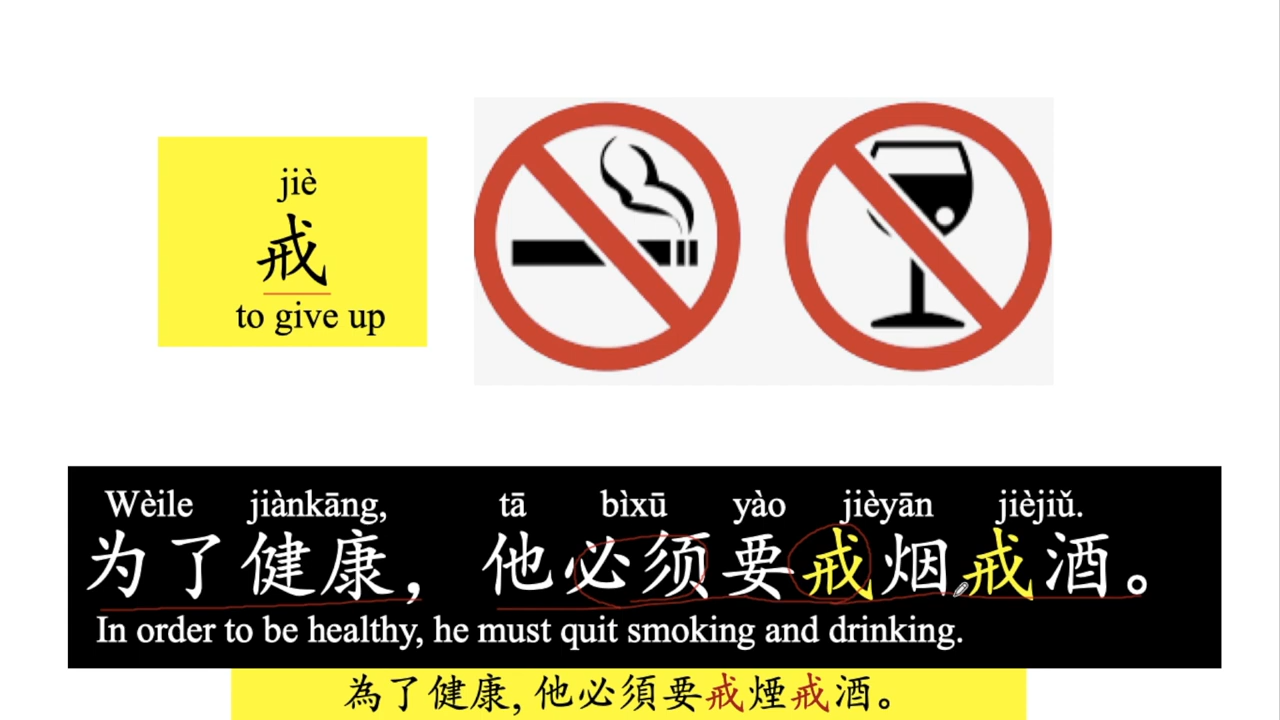 jiè
戒
to give up
Wèile jiànkāng, tā bìxū yào jièyān jièjiǔ.
为了健康，他必须要戒烟戒酒。
In order to be healthy, he must quit smoking and drinking.
為了健康, 他必須要戒煙戒酒。